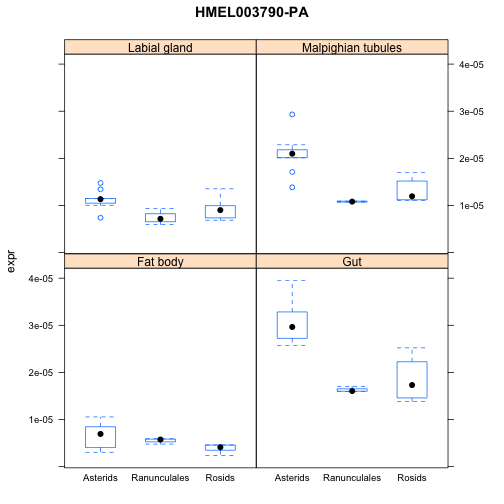 HMEL003790-PA
Labial gland Malpighian tubules
4e-05
3e-05
2e-05
1e-05
expr
Fat body Gut
4e-05
3e-05
2e-05
1e-05
Asterids Ranunculales Rosids Asterids Ranunculales Rosids